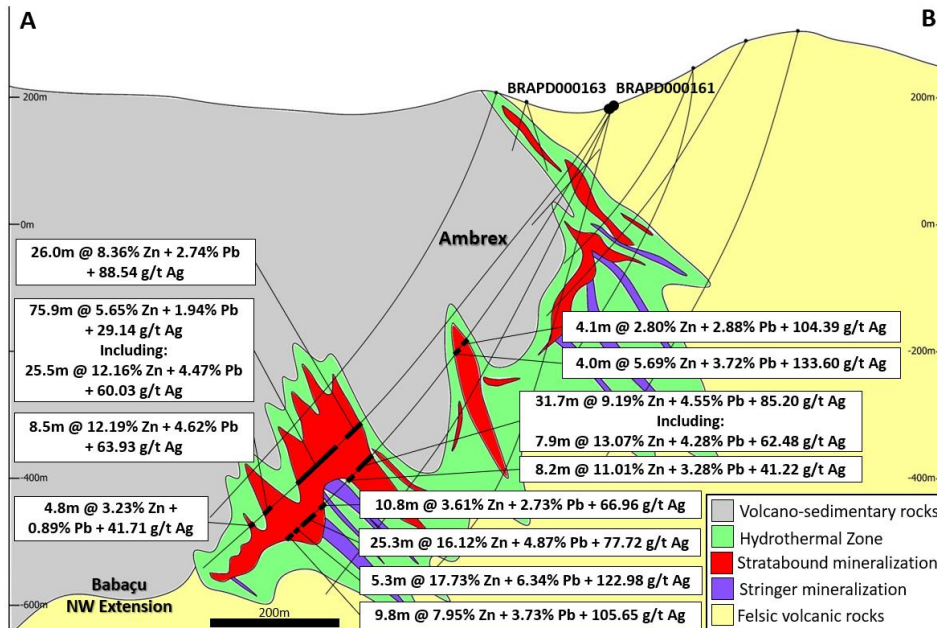 A
B
BRAPD000163
BRAPD000161
200m
200m
0m
0m
Ambrex
26.0m @ 8.36% Zn + 2.74% Pb
+ 88.54 g/t Ag
75.9m @ 5.65% Zn + 1.94% Pb
+ 29.14 g/t Ag
Including:
25.5m @ 12.16% Zn + 4.47% Pb
+ 60.03 g/t Ag
8.5m @ 12.19% Zn + 4.62% Pb
+ 63.93 g/t Ag
4.8m @ 3.23% Zn +
0.89% Pb + 41.71 g/t Ag
4.1m @ 2.80% Zn + 2.88% Pb + 104.39 g/t Ag
4.0m @ 5.69% Zn + 3.72% Pb + 133.60 g/t Ag
-200m
31.7m @ 9.19% Zn + 4.55% Pb + 85.20 g/t Ag
Including:
7.9m @ 13.07% Zn + 4.28% Pb + 62.48 g/t Ag
8.2m @ 11.01% Zn + 3.28% Pb + 41.22 g/t Ag
-400m
-400m
10.8m @ 3.61% Zn + 2.73% Pb + 66.96 g/t Ag
25.3m @ 16.12% Zn + 4.87% Pb + 77.72 g/t Ag
5.3m @ 17.73% Zn + 6.34% Pb + 122.98 g/t Ag
9.8m @ 7.95% Zn + 3.73% Pb + 105.65 g/t Ag
Babaçu
NW Extension
-600m
200m
Volcano-sedimentary rocks
Hydrothermal Zone
Stratabound mineralization
Stringer mineralization
Felsic volcanic rocks